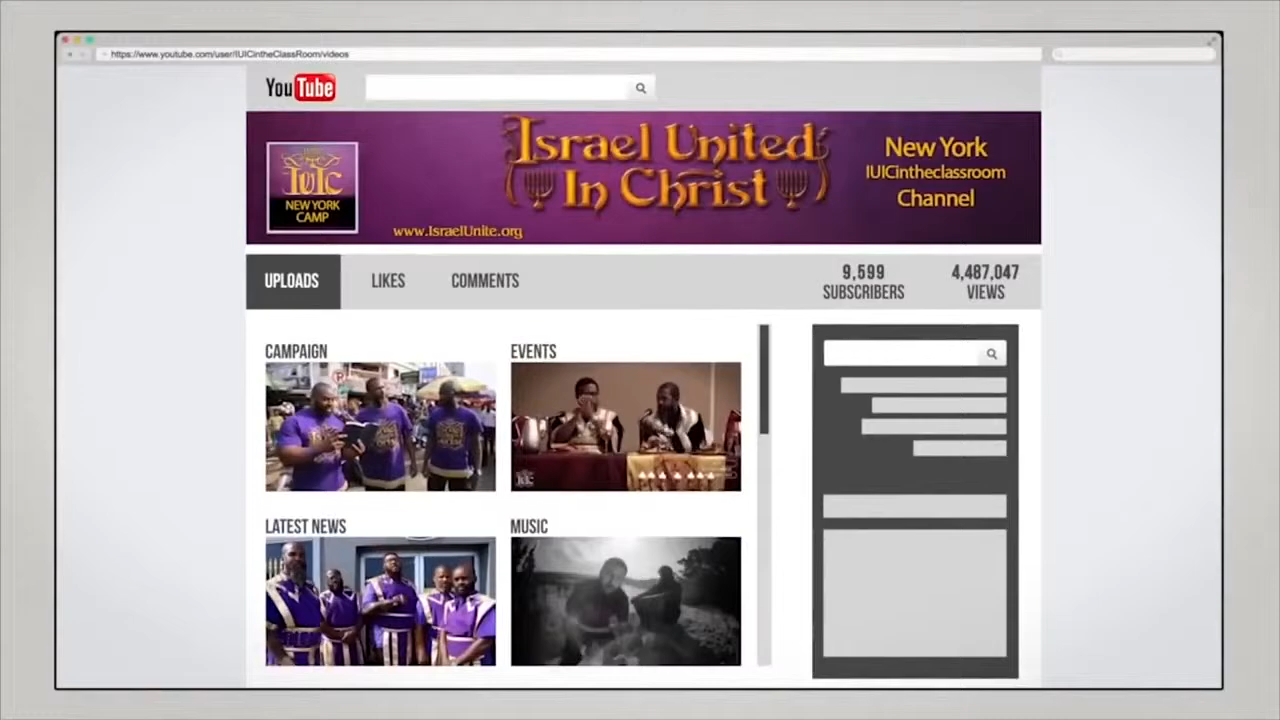 https://www.youtube.com/user/IUICintheClassRoom/videos
YouTube
Israel United
In Christ
New York
IUICintheclassroom
Channel
IUIC
NEW YORK
CAMP
www.IsraelUnite.org
UPLOADS
LIKES
COMMENTS
9,599
SUBSCRIBERS
4,487,047
VIEWS
CAMPAIGN
EVENTS
LATEST NEWS
MUSIC